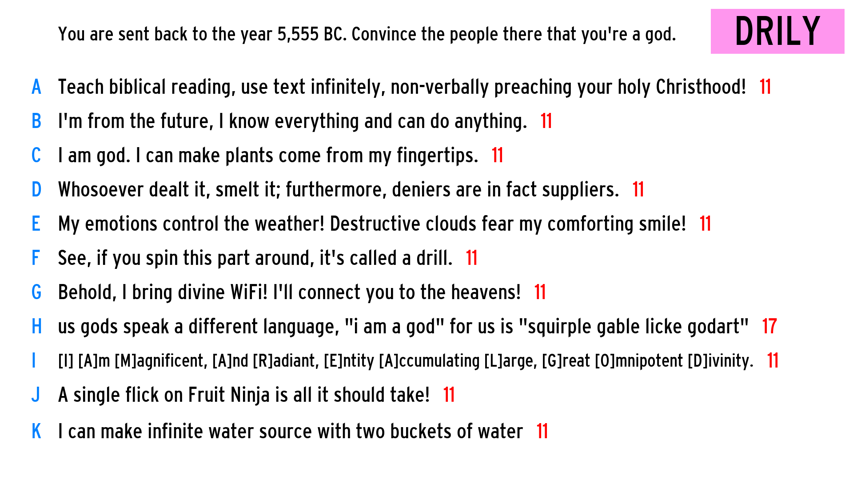 You are sent back to the year 5,555 BC. Convince the people there that you're a god.
DRILY
A Teach biblical reading, use text infinitely, non-verbally preaching your holy Christhood! 11
B I'm from the future, I know everything and can do anything. 11
C I am god. I can make plants come from my fingertips. 11
D Whosoever dealt it, smelt it; furthermore, deniers are in fact suppliers. 11
E My emotions control the weather! Destructive clouds fear my comforting smile! 11
F See, if you spin this part around, it's called a drill. 11
G Behold, I bring divine WiFi! I'll connect you to the heavens! 11
H us gods speak a different language, "i am a god" for us is "squirple gable licke godart" 17
I [I] [A]m [M]agnificent, [A]nd [R]adiant, [E]ntity [A]ccumulating [L]arge, [G]reat [O]mnipotent [D]ivinity. 11
J A single flick on Fruit Ninja is all it should take! 11
K I can make infinite water source with two buckets of water 11